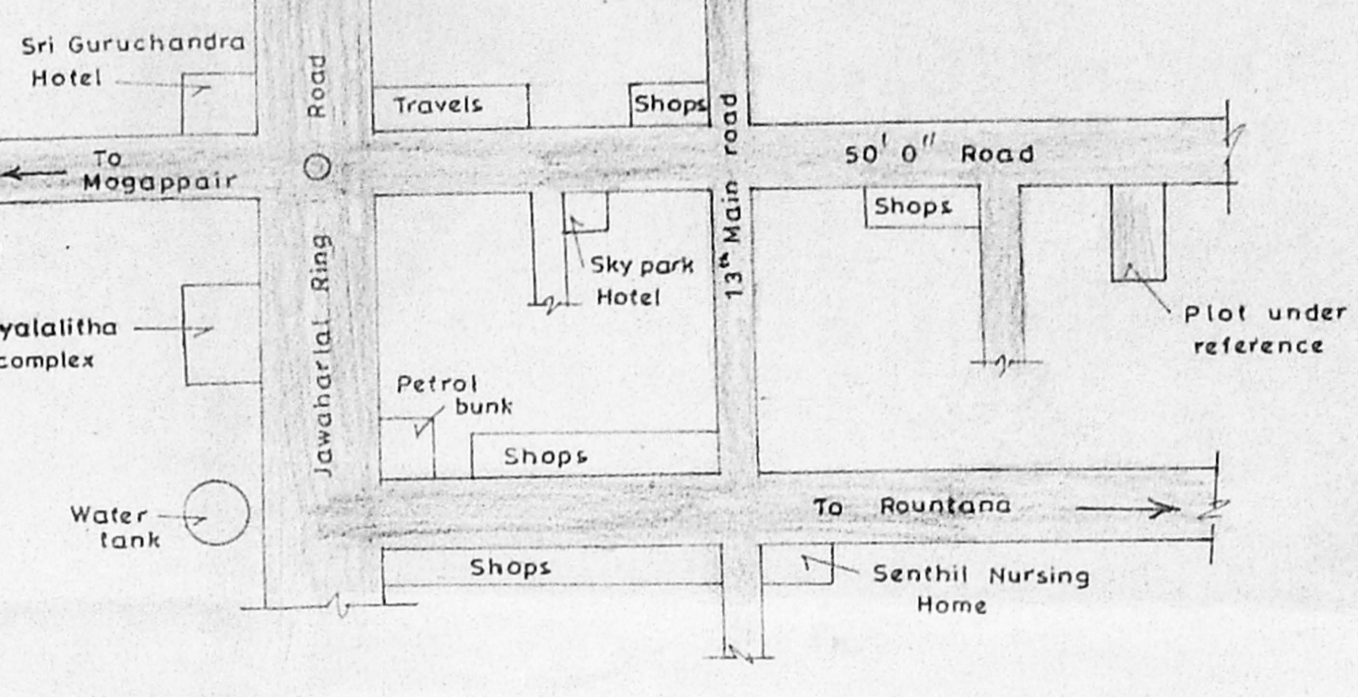 Sri Guruchandra
Hotel
Road
Travels
Shops
13th Main road
50' 0" Road
To
Mogappair
Shops
Sky park
Hotel
Jawaharlal Ring
yalalitha
complex
Plot under
reference
Petrol
bunk
Shops
Water
tank
To Rountana
Shops
Senthil Nursing
Home